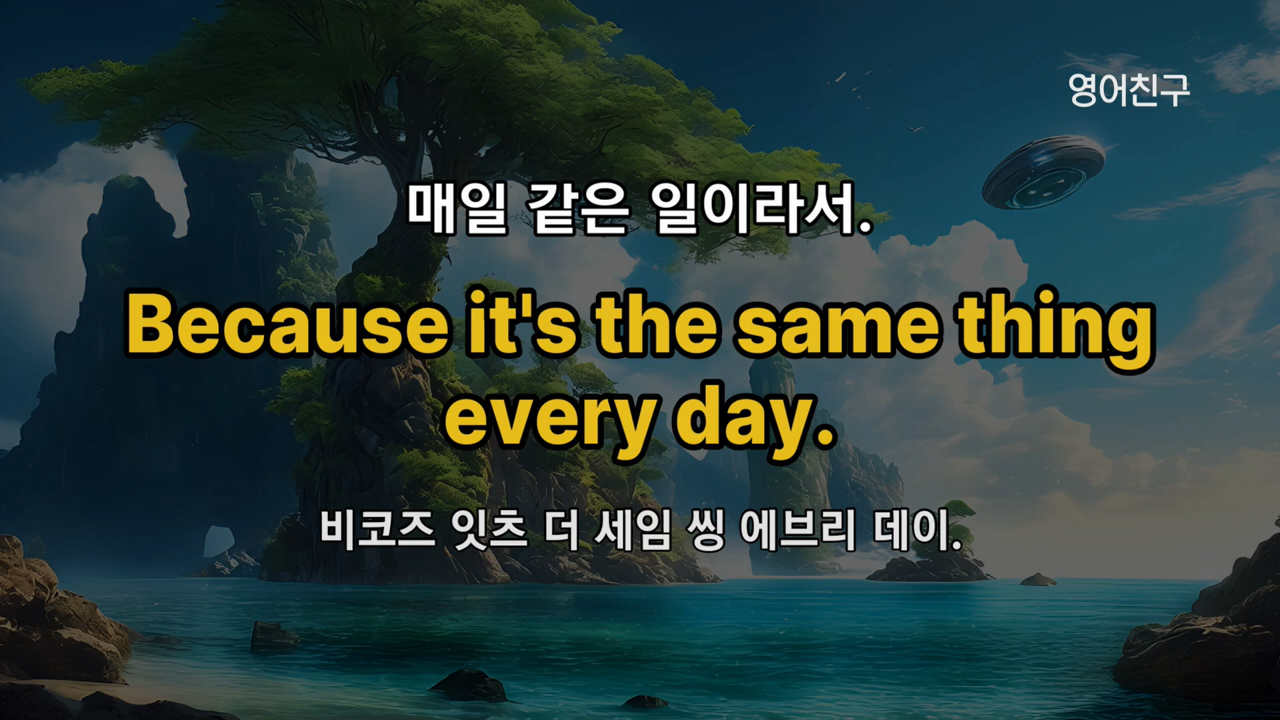 영어친구
매일 같은 일이라서.
Because it's the same thing
every day.
비코즈 잇츠 더 세임 씽 에브리 데이.